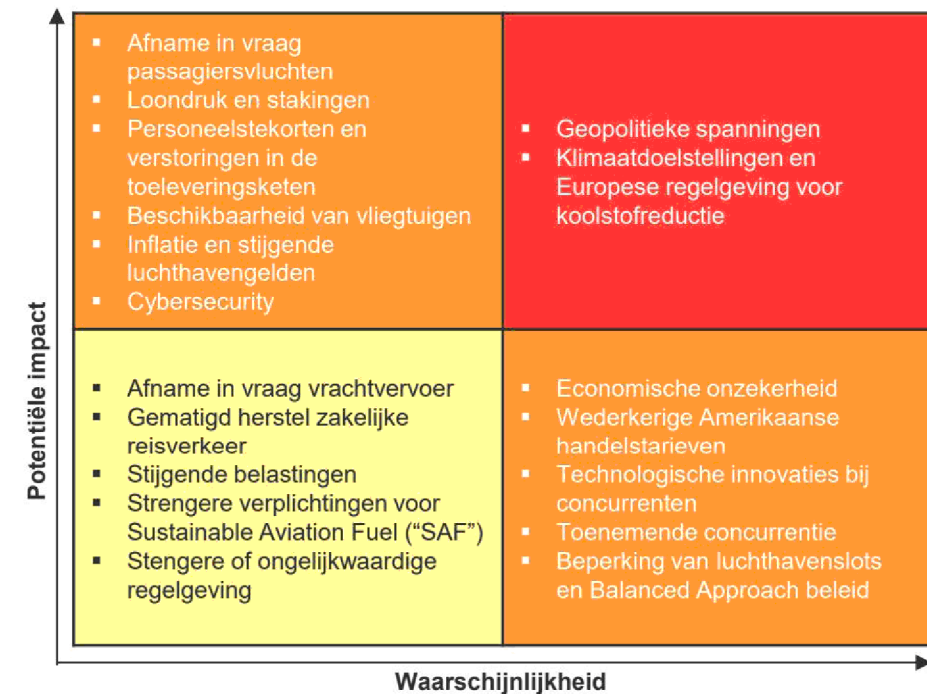 Potentiële impact
▪ Afname in vraag
passagiersvluchten
▪ Loondruk en stakingen
▪ Personeelstekorten en
verstoringen in de
toeleveringsketen
▪ Beschikbaarheid van vliegtuigen
▪ Inflatie en stijgende
luchthavengelden
▪ Cybersecurity
▪ Geopolitieke spanningen
▪ Klimaatdoelstellingen en
Europese regelgeving voor
koolstofreductie
▪ Afname in vraag vrachtvervoer
▪ Gematigd herstel zakelijke
reisverkeer
▪ Stijgende belastingen
▪ Strengere verplichtingen voor
Sustainable Aviation Fuel (“SAF”)
▪ Stengere of ongelijkwaardige
regelgeving
▪ Economische onzekerheid
▪ Wederkerige Amerikaanse
handelstarieven
▪ Technologische innovaties bij
concurrenten
▪ Toenemende concurrentie
▪ Beperking van luchthavenslots
en Balanced Approach beleid
Waarschijnlijkheid